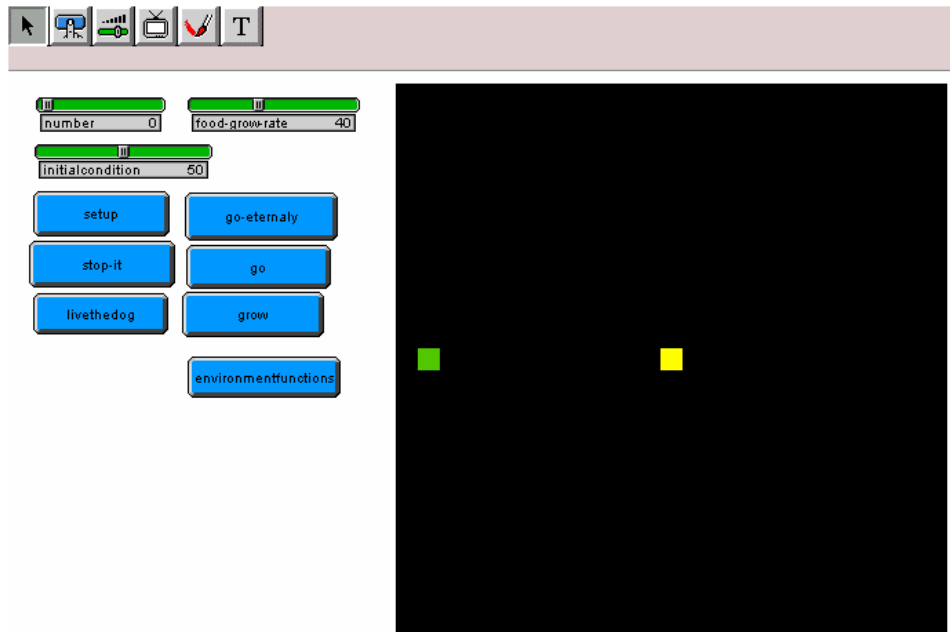 T
number 0
food-grow-rate 40
initialcondition 50
setup
go-eternaly
stop-it
go
livethedog
grow
environmentfunctions